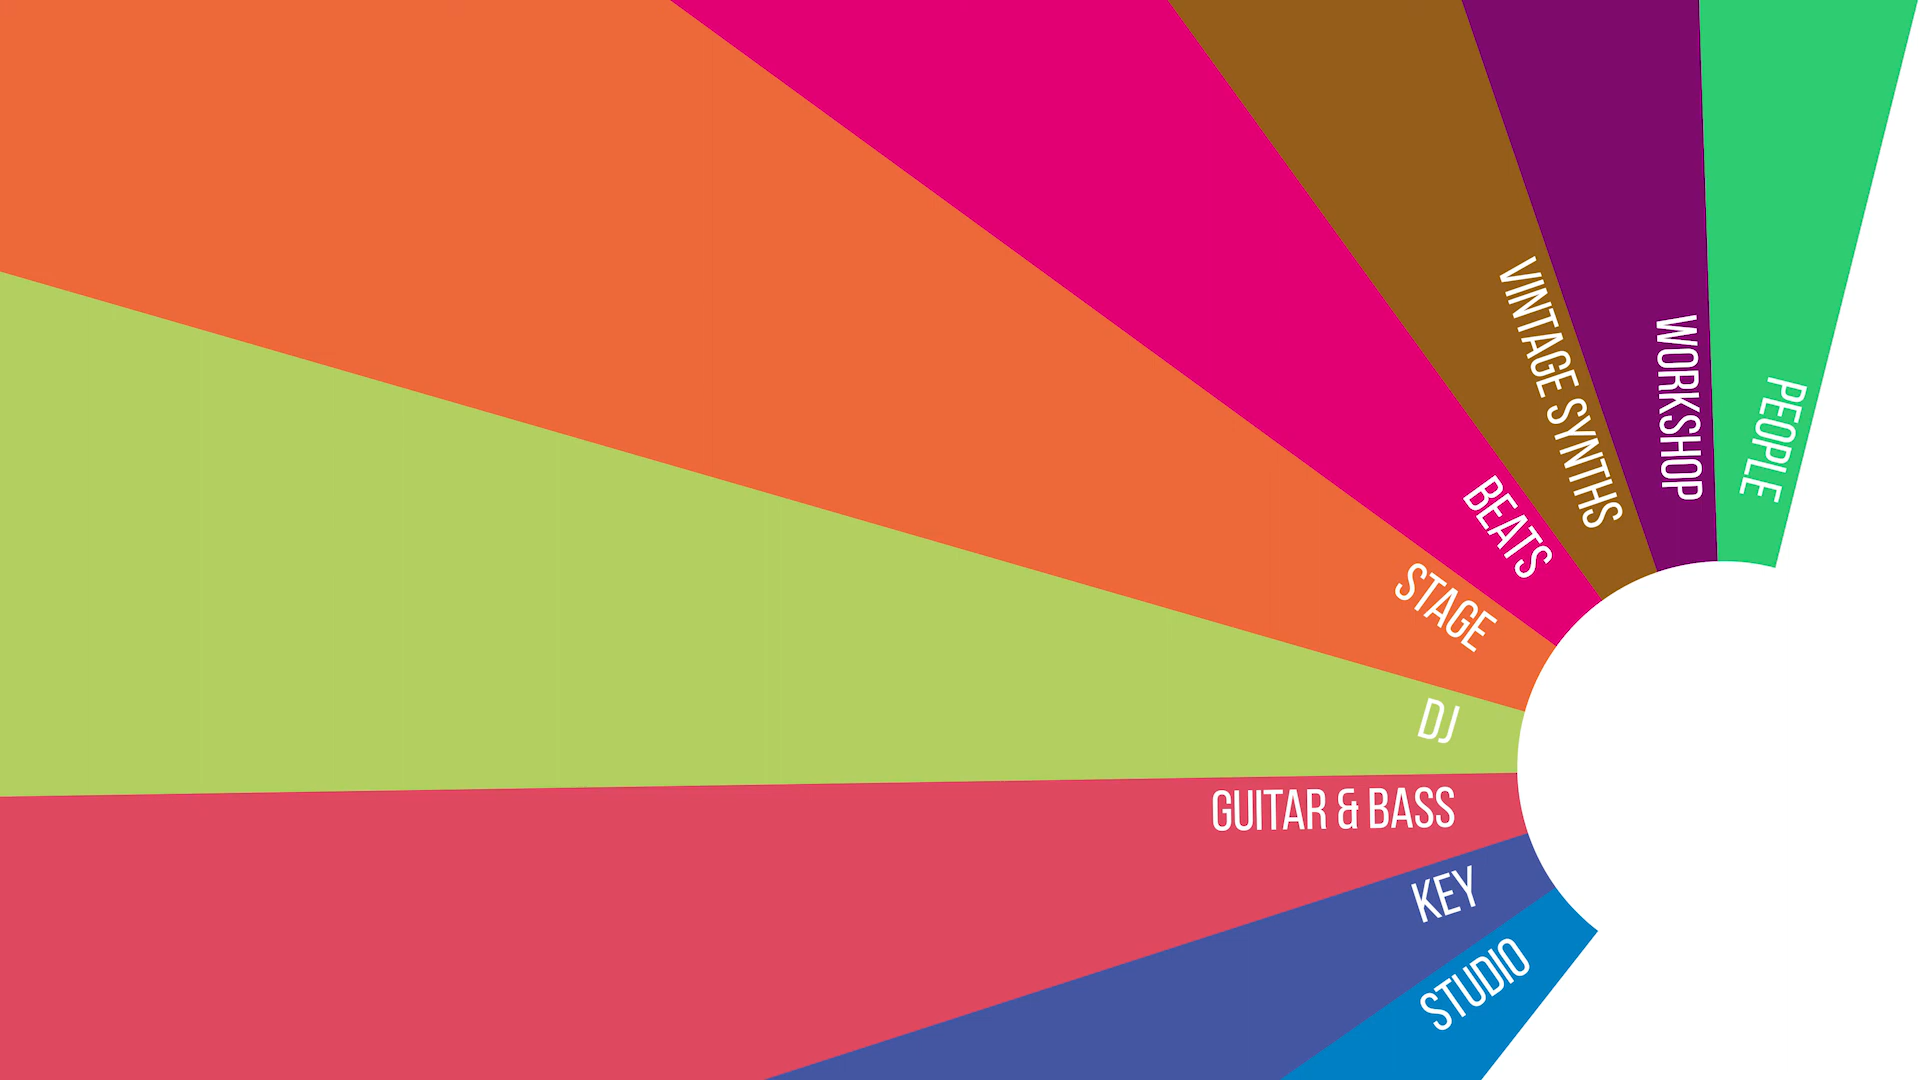 PEOPLE
WORKSHOP
VINTAGE SYNTHS
BEATS
STAGE
DJ
GUITAR & BASS
KEY
STUDIO